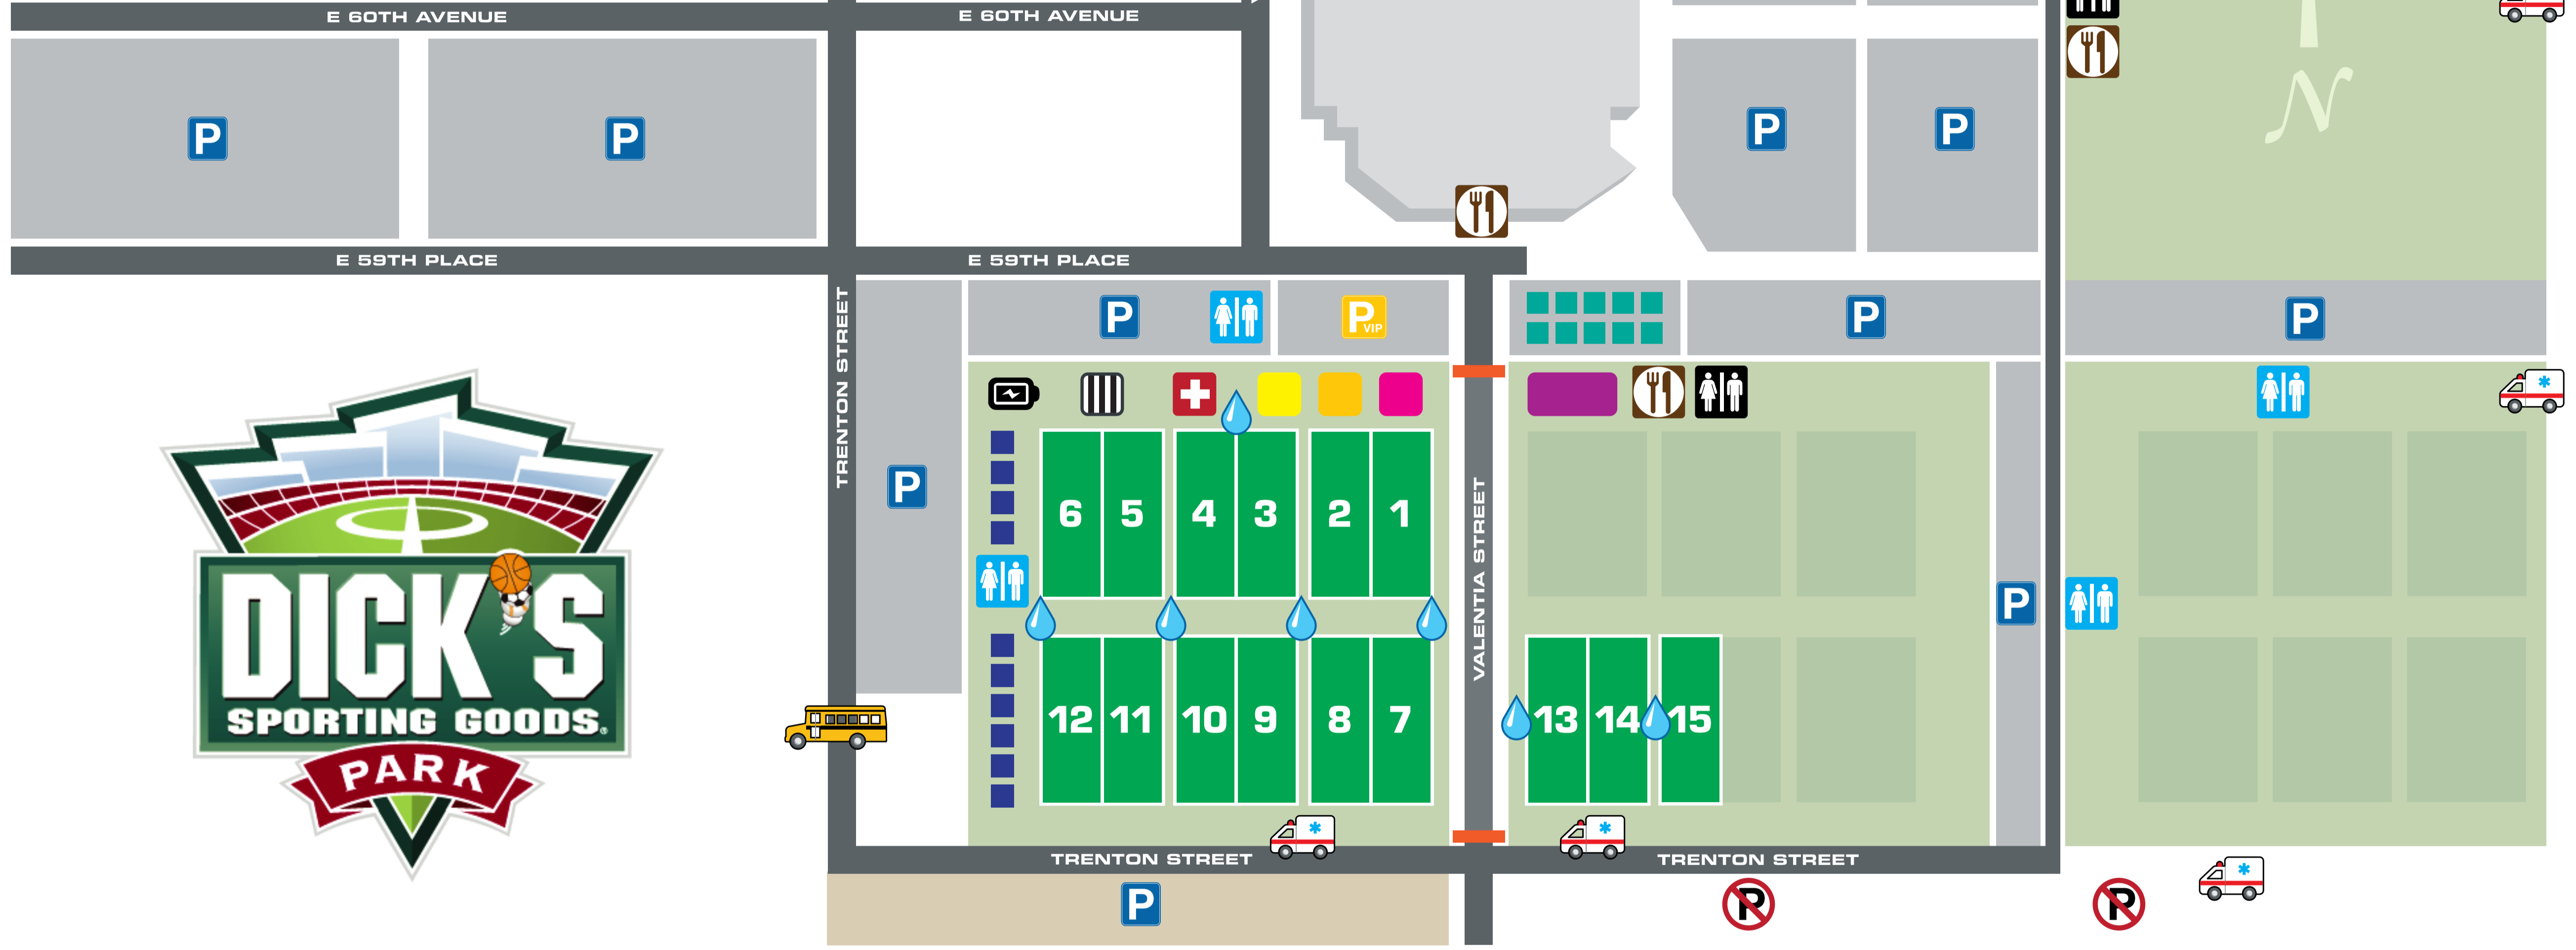 E 60TH AVENUE
E 60TH AVENUE
N
P
P
P
P
E 59TH PLACE
E 59TH PLACE
TRENTON STREET
P
P VIP
P
P
P
6 5 4 3 2 1
VALENTIA STREET
P
12 11 10 9 8 7
13 14 15
DICK'S
SPORTING GOODS.
PARK
TRENTON STREET
TRENTON STREET
P
P
P